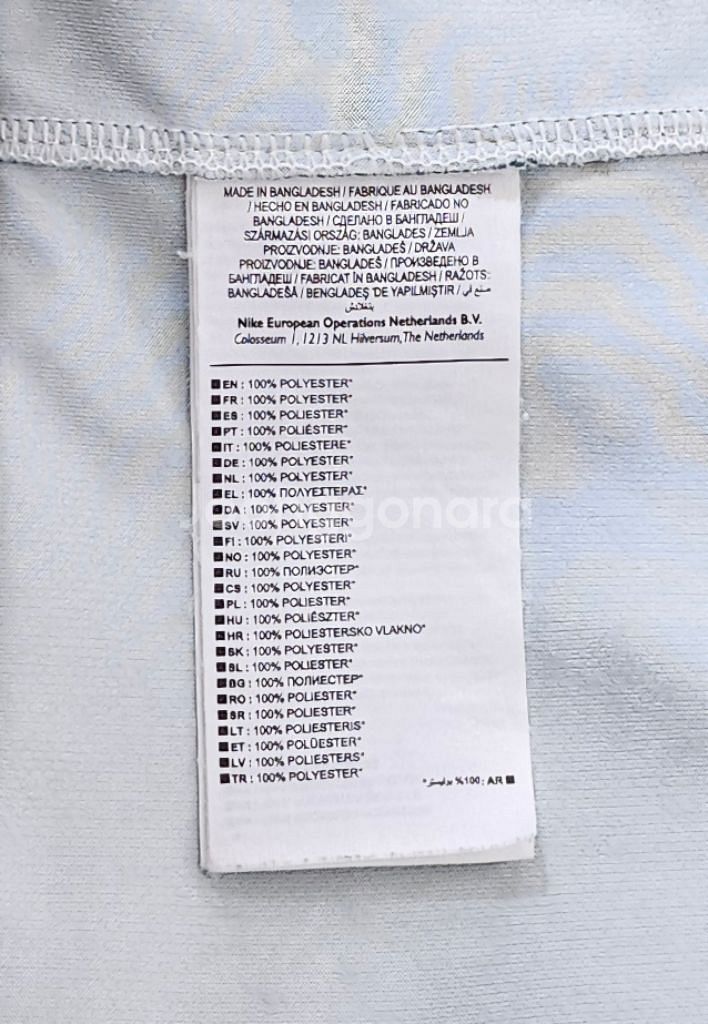 MADE IN BANGLADESH / FABRIQUE AU BANGLADESH
/ HECHO EN BANGLADESH / FABRICADO NO
BANGLADESH / СДЕЛАНО В БАНГЛАДЕШ /
SZÁRMAZÁSI ORSZÁG: BANGLADES / ZEMLJA
PROIZVODNJE: BANGLADEŠ / DRŽAVA
PROIZVODNJE: BANGLADEŠ / ПРОИЗВЕДЕНО В
БАНГЛАДЕШ / FABRICAT ÎN BANGLADESH / RAŽOTS:
BANGLADEŠĀ / BENGLADEŞ'DE YAPILMIŞTIR / صنع في
Nike European Operations Netherlands B.V.
Colosseum 1, 1213 NL Hilversum, The Netherlands
EN : 100% POLYESTER*
FR : 100% POLYESTER*
ES : 100% POLIÉSTER*
PT : 100% POLIÉSTER*
IT : 100% POLIESTERE*
DE : 100% POLYESTER*
NL : 100% POLYESTER*
EL : 100% ΠΟΛΥΕΣΤΕΡΑΣ*
DA : 100% POLYESTER*
SV : 100% POLYESTER*
FI : 100% POLYESTERI*
NO : 100% POLYESTER*
RU : 100% ПОЛИЭСТЕР*
CS : 100% POLYESTER*
PL : 100% POLIESTER*
HU : 100% POLIÉSZTER*
HR : 100% POLIESTERSKO VLAKNO*
SK : 100% POLYESTER*
SL : 100% POLIESTER*
BG : 100% ПОЛИЕСТЕР*
RO : 100% POLIESTER*
SR : 100% POLIESTER*
LT : 100% POLIESTERIS*
ET : 100% POLÜESTER*
LV : 100% POLIESTERS*
TR : 100% POLYESTER*
AR : 100% بوليستر*